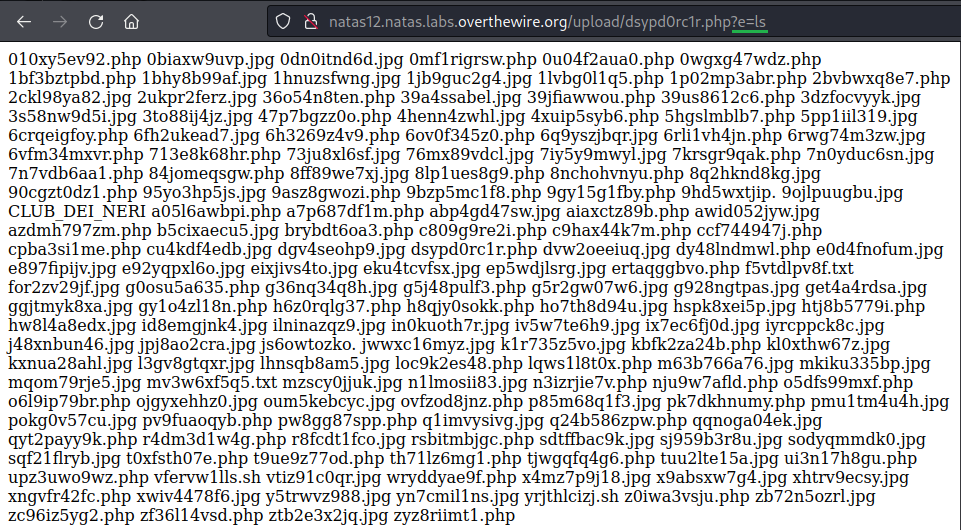 natas12.natas.labs.overthewire.org/upload/dsypd0rc1r.php?e=ls
010xy5ev92.php 0biaxw9uvp.jpg 0dn0itnd6d.jpg 0mf1rigrsw.php 0u04f2aua0.php 0wgxg47wdz.php
1bf3bztpbd.php 1bhy8b99af.jpg 1hnuzsfwng.php 1jb9guc2g4.jpg 1lvbg0l1q5.php 1p02mp3abr.php 2bvbwxq8e7.php
2ckl98ya82.jpg 2ukpr2ferz.jpg 36o54n8ten.php 39a4ssabel.jpg 39jfiawwou.php 39us8612c6.php 3dzfocvyyk.jpg
3s58nw9d5i.jpg 3to88ij4jz.jpg 47p7bgzz0o.php 4henn4zwhl.jpg 4xuip5syb6.php 5hgslmblb7.php 5pp1iil319.jpg
6crqeigfoy.php 6fh2ukead7.jpg 6h3269z4v9.php 6ov0f345z0.php 6q9yszjbqr.jpg 6rli1vh4jn.php 6rwg74m3zw.jpg
6vfm34mxvr.php 713e8k68hr.php 73ju8xl6sf.jpg 76mx89vdcl.jpg 7iy5y9mwyl.jpg 7krsgr9qak.php 7n0yduc6sn.jpg
7n7vdb6aa1.php 84jomeqsgw.php 8ff89we7xj.jpg 8lp1ues8g9.php 8nchohvnyu.php 8q2hknd8kg.jpg
90cgzt0dz1.php 95yo3hp5js.jpg 9asz8gwozi.php 9bzp5mc1f8.php 9gy15g1fby.php 9hd5wxtjip. 9ojlpuugbu.jpg
CLUB_DEI_NERI a05l6awbpi.php a7p687df1m.php abp4gd47sw.jpg aiaxctz89b.php awid052jyw.jpg
azdmh797zm.php b5cixaecu5.jpg brybdt6oa3.php c809g9re2i.php c9hax44k7m.php ccf744947j.php
cpba3si1me.php cu4kdf4edb.jpg dgv4seohp9.jpg dsypd0rc1r.php dvw2oeeiuq.jpg dy48lndmwl.php e0d4fnofum.jpg
e897fipijv.jpg e92yqpxl6o.jpg eixjivs4to.jpg eku4tcvfsx.jpg ep5wdjlsrg.jpg ertaqggbvo.php f5vtdlpv8f.txt
for2zv29jf.jpg g0osu5a635.php g36nq34q8h.jpg g5j48pulf3.php g5r2gw07w6.jpg g928ngtpas.jpg get4a4rdsa.jpg
ggjtmyk8xa.jpg gy1o4zl18n.php h6z0rqlg37.php h8qjy0sokk.php ho7th8d94u.jpg hspk8xei5p.jpg htj8b5779i.php
hw8l4a8edx.jpg id8emgjnk4.jpg ilninazqz9.jpg in0kuoth7r.jpg iv5w7te6h9.jpg ix7ec6fj0d.jpg iyrcppck8c.jpg
j48xnbun46.jpg jpj8ao2cra.jpg js6owtozko. jwwxc16myz.jpg k1r735z5vo.jpg kbfk2za24b.php kl0xthw67z.jpg
kxnua28ahl.jpg l3gv8gtqxr.jpg lhnsqb8am5.jpg loc9k2es48.php lqws1l8t0x.php m63b766a76.jpg mkiku335bp.jpg
mqom79rje5.jpg mv3w6xf5q5.txt mzscy0jjuk.jpg n1lmosii83.jpg n3izrjie7v.php nju9w7afld.php o5dfs99mxf.php
o6l9ip79br.php ojgyxehhz0.jpg oum5kebcyc.jpg ovfzod8jnz.php p85m68q1f3.jpg pk7dkhnumy.php pmu1tm4u4h.jpg
pokg0v57cu.jpg pv9fuaoqyb.php pw8gg87spp.php q1imvysivg.jpg q24b586zpw.php qqnoga04ek.jpg
qyt2payy9k.php r4dm3d1w4g.php r8fcdt1fco.jpg rsbitmbjgc.php sdtffbac9k.jpg sj959b3r8u.jpg sodyqmmdk0.jpg
sqf21flryb.jpg t0xfsth07e.php t9ue9z77od.php th71lz6mg1.php tjwgqfq4g6.php tuu2lte15a.jpg ui3n17h8gu.php
upz3uwo9wz.php vfervw1lls.sh vtiz91c0qr.jpg wryddyae9f.php x4mz7p9j18.jpg x9absxw7g4.jpg xhtrv9ecsy.jpg
xngvfr42fc.php xwiv4478f6.jpg y5trwvz988.jpg yn7cmil1ns.jpg yrjthlcizj.sh z0iwa3vsju.php zb72n5ozrl.jpg
zc96iz5yg2.php zf36l14vsd.php ztb2e3x2jq.jpg zyz8riimt1.php